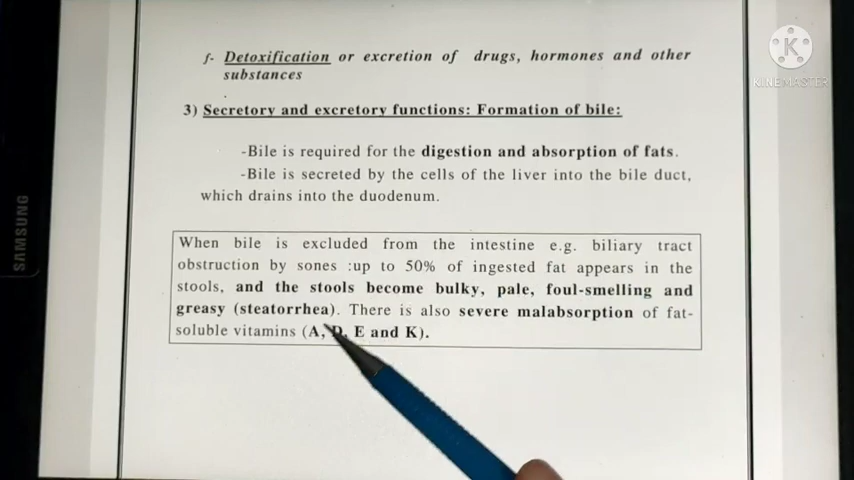 f- Detoxification or excretion of drugs, hormones and other
substances
3) Secretory and excretory functions: Formation of bile:
-Bile is required for the digestion and absorption of fats.
-Bile is secreted by the cells of the liver into the bile duct,
which drains into the duodenum.
When bile is excluded from the intestine e.g. biliary tract
obstruction by sones :up to 50% of ingested fat appears in the
stools, and the stools become bulky, pale, foul-smelling and
greasy (steatorrhea). There is also severe malabsorption of fat-
soluble vitamins (A, D, E and K).
SAMSUNG
K
KINEMASTER